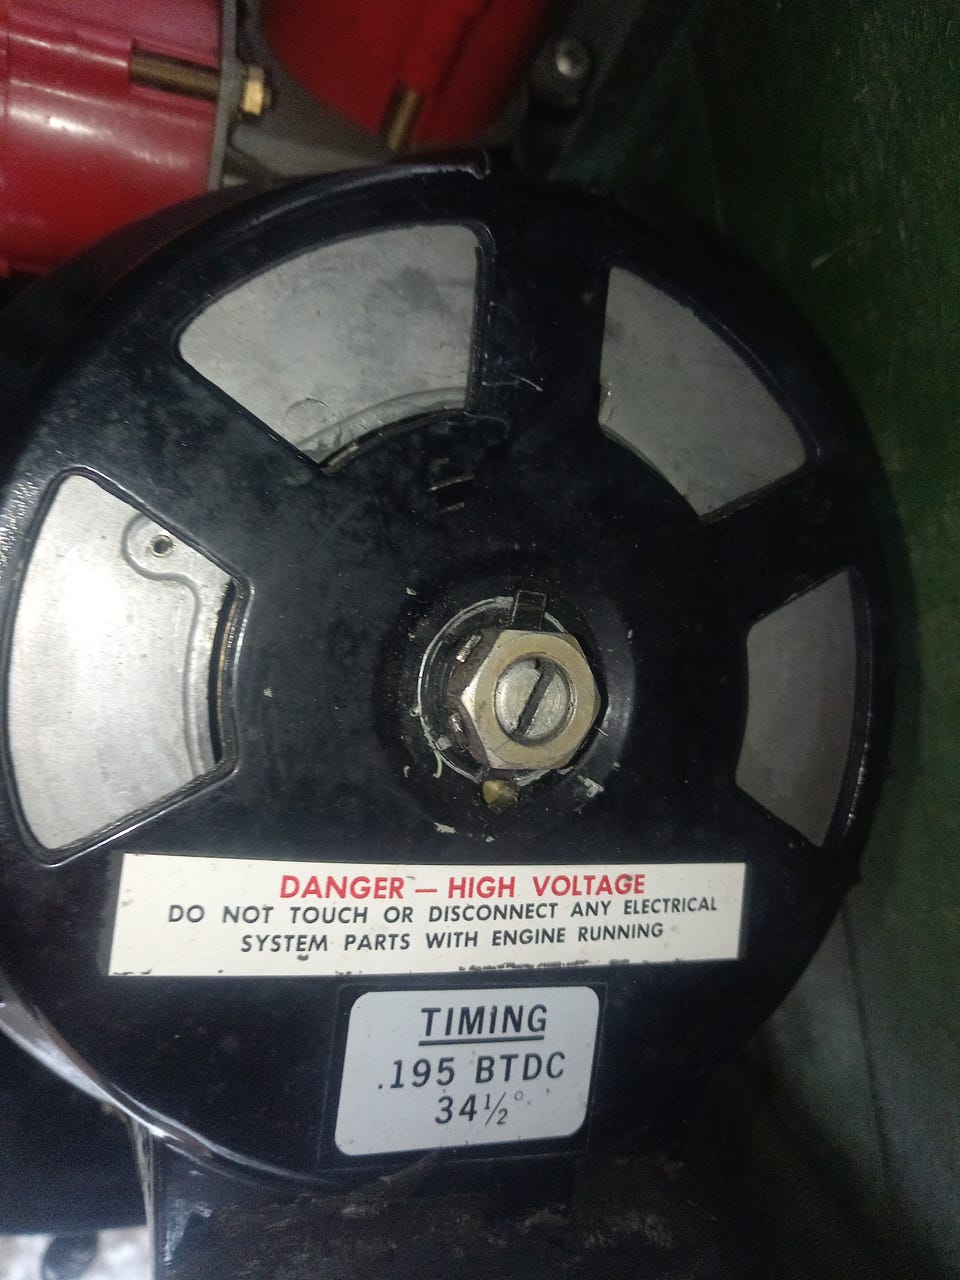 DANGER — HIGH VOLTAGE
DO NOT TOUCH OR DISCONNECT ANY ELECTRICAL
SYSTEM PARTS WITH ENGINE RUNNING
TIMING
.195 BTDC
34½°